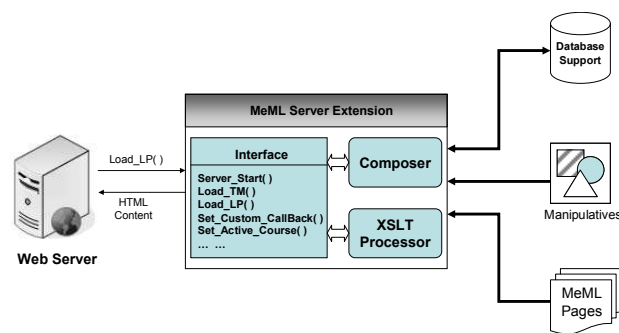 Database
Support
MeML Server Extension
Interface
Server_Start( )
Load_TM( )
Load_LP( )
Set_Custom_CallBack( )
Set_Active_Course( )
... ...
Composer
XSLT
Processor
Load_LP( )
HTML
Content
Web Server
Manipulatives
MeML
Pages